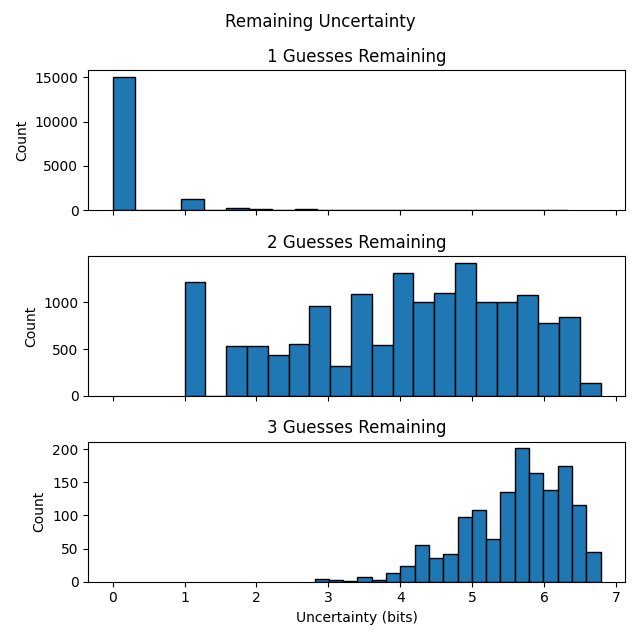 Remaining Uncertainty
1 Guesses Remaining
15000
10000
5000
0
Count
2 Guesses Remaining
1000
500
0
Count
3 Guesses Remaining
200
150
100
50
0
Count
0 1 2 3 4 5 6 7
Uncertainty (bits)